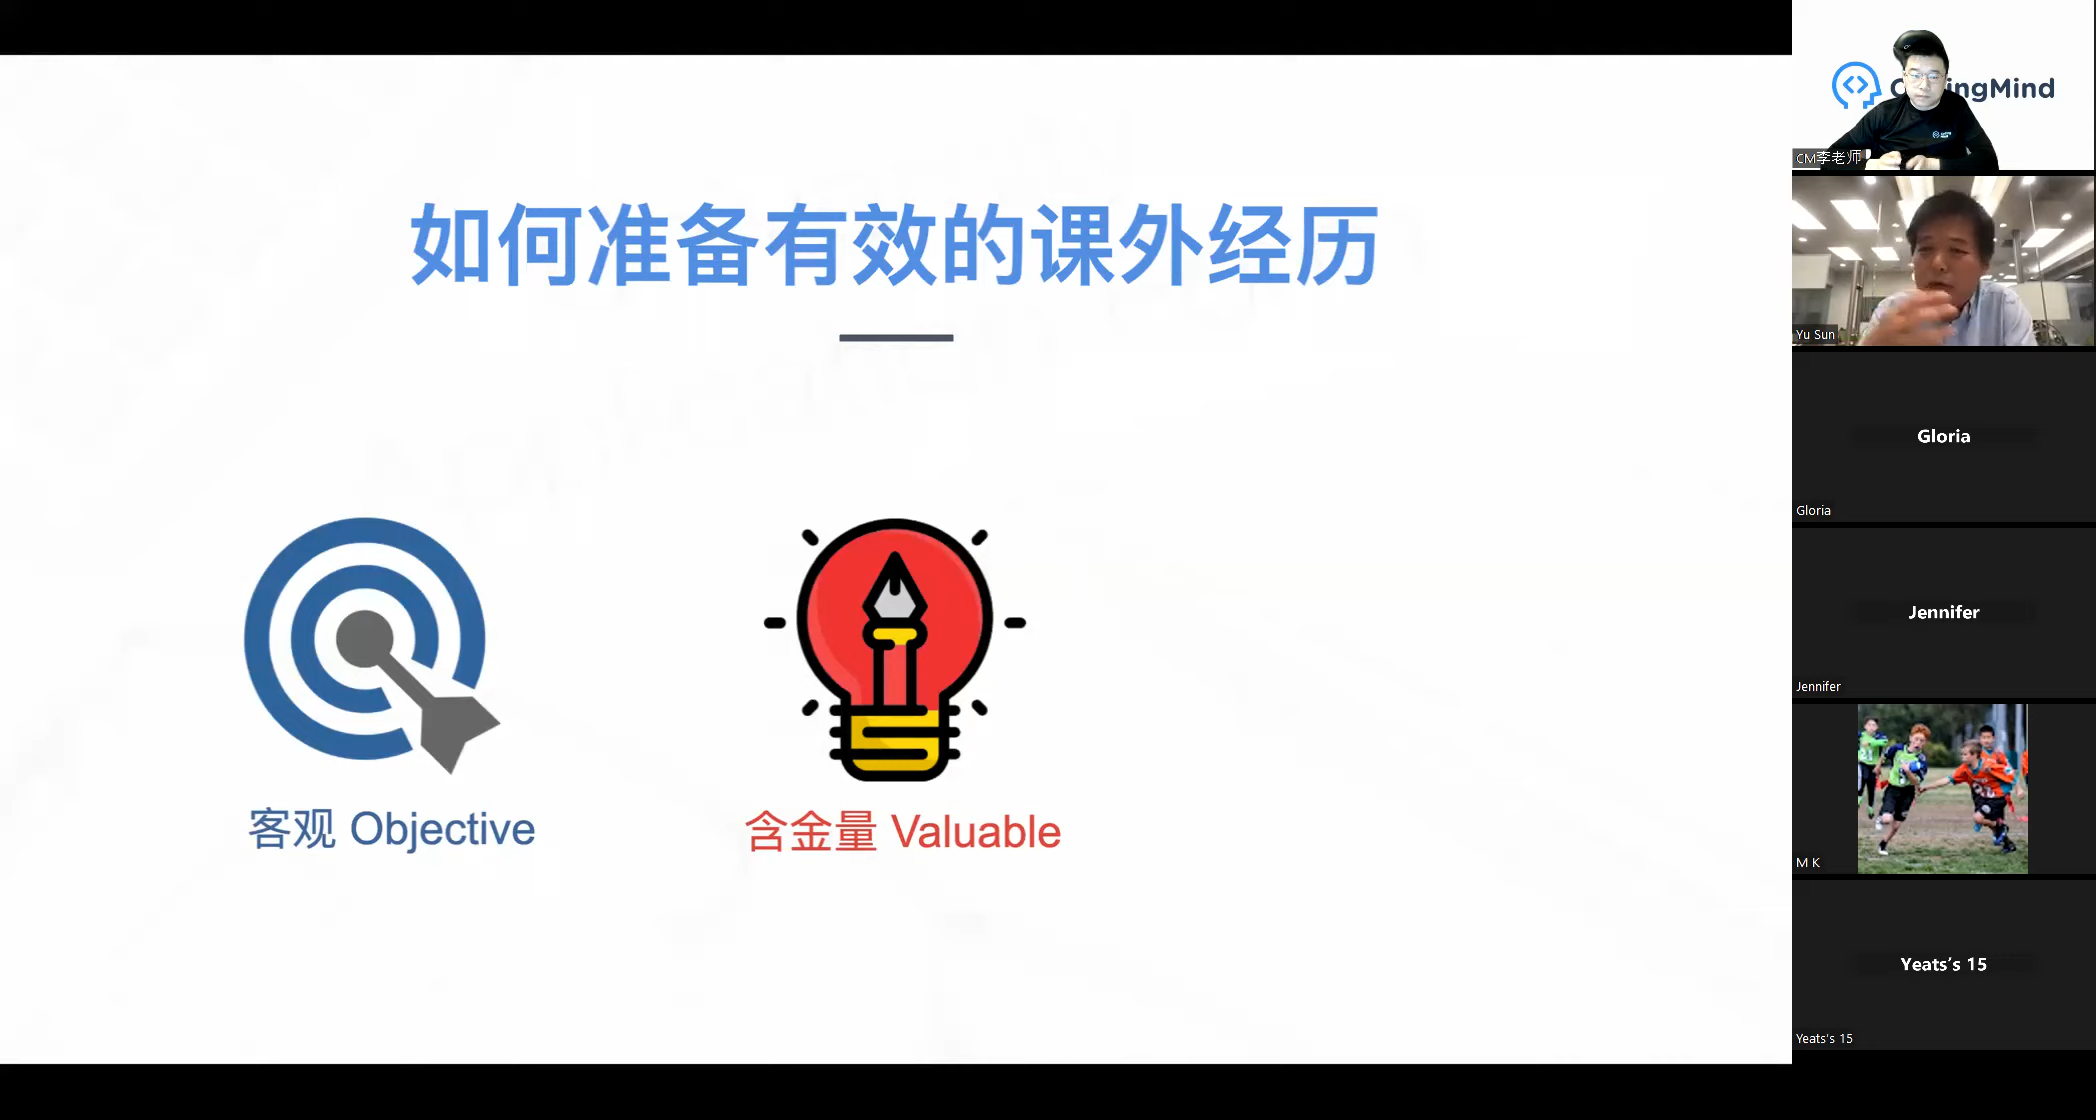 如何准备有效的课外经历
客观 Objective
含金量 Valuable
ingMind
CM李老师
Yu Sun
Gloria
Gloria
Jennifer
Jennifer
M K
Yeats’s 15
Yeats's 15